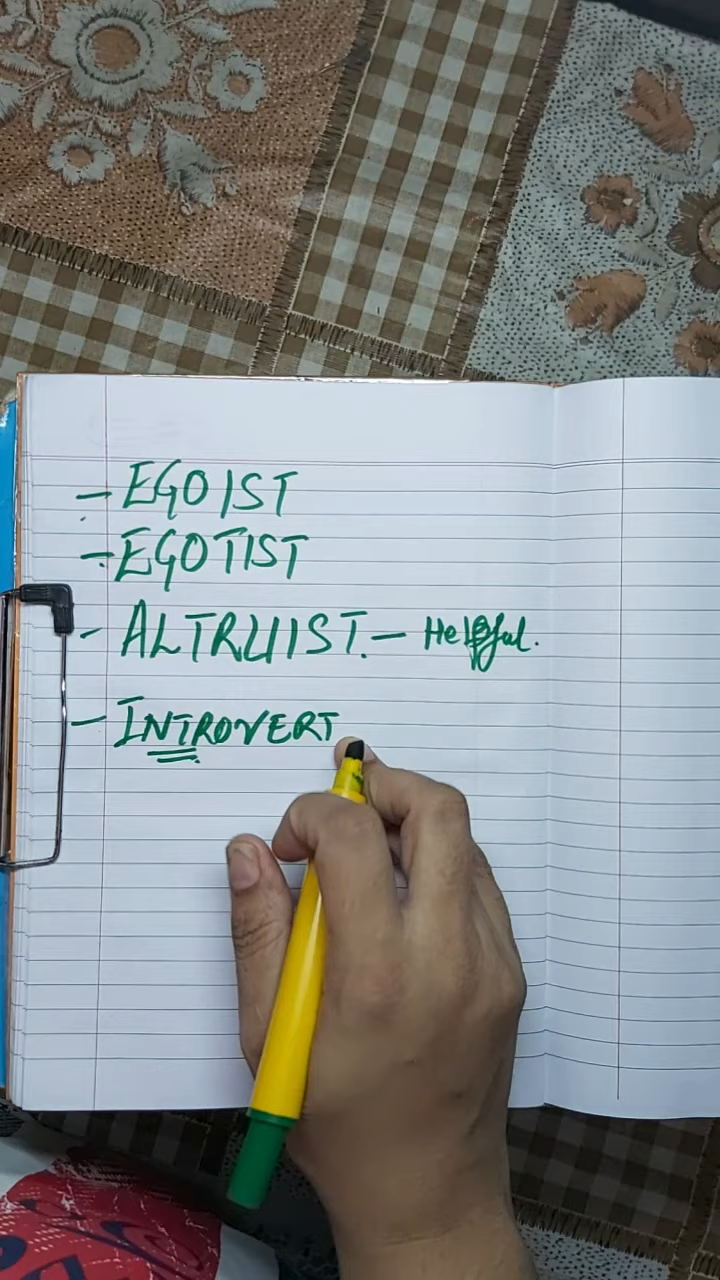 - EGOIST
- EGOTIST
- ALTRUIST. - Helpful.
- INTROVERT